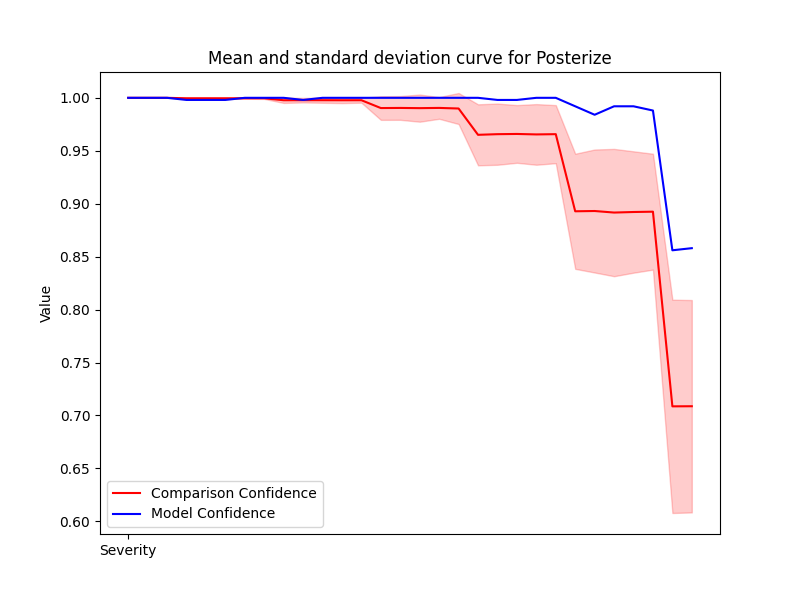 Mean and standard deviation curve for Posterize
1.00
0.95
0.90
0.85
0.80
0.75
0.70
0.65
0.60
Value
Comparison Confidence
Model Confidence
Severity